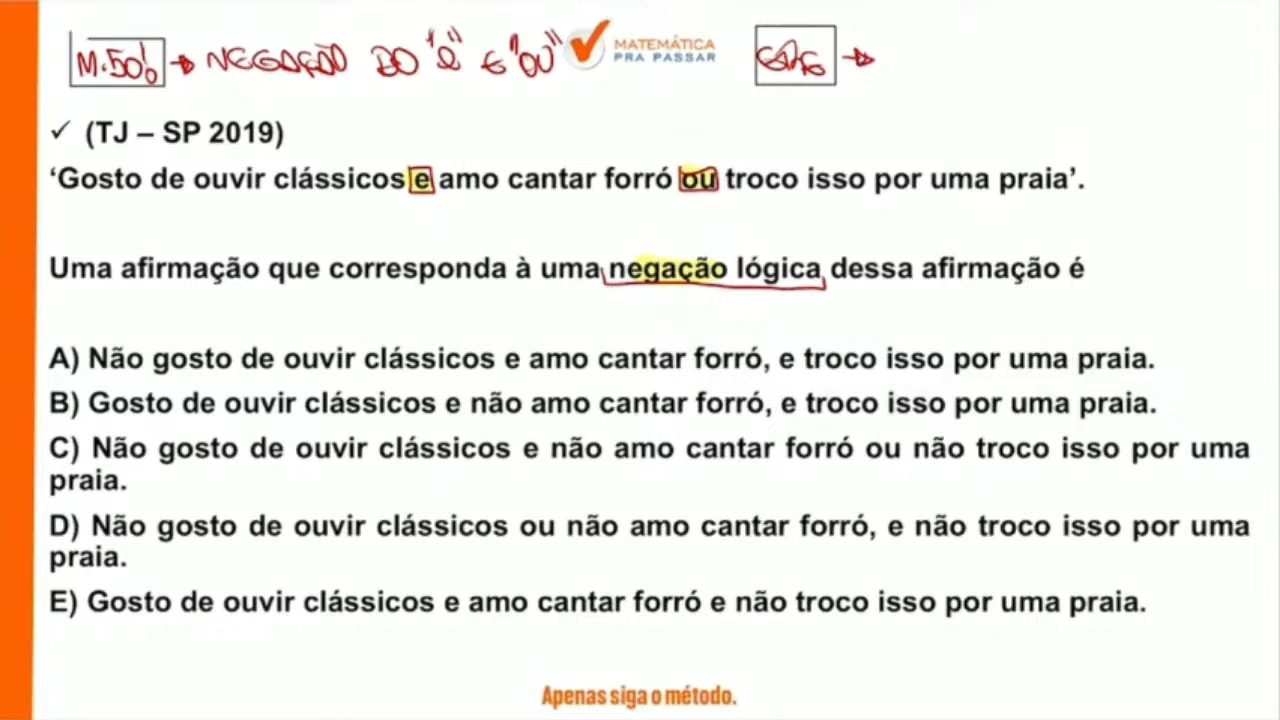 M.50% → NEGAÇÃO DO "e" E "OU"
MATEMÁTICA
PRA PASSAR
✓ (TJ – SP 2019)
‘Gosto de ouvir clássicos e amo cantar forró ou troco isso por uma praia’.
Uma afirmação que corresponda à uma negação lógica dessa afirmação é
A) Não gosto de ouvir clássicos e amo cantar forró, e troco isso por uma praia.
B) Gosto de ouvir clássicos e não amo cantar forró, e troco isso por uma praia.
C) Não gosto de ouvir clássicos e não amo cantar forró ou não troco isso por uma
praia.
D) Não gosto de ouvir clássicos ou não amo cantar forró, e não troco isso por uma
praia.
E) Gosto de ouvir clássicos e amo cantar forró e não troco isso por uma praia.
Apenas siga o método.